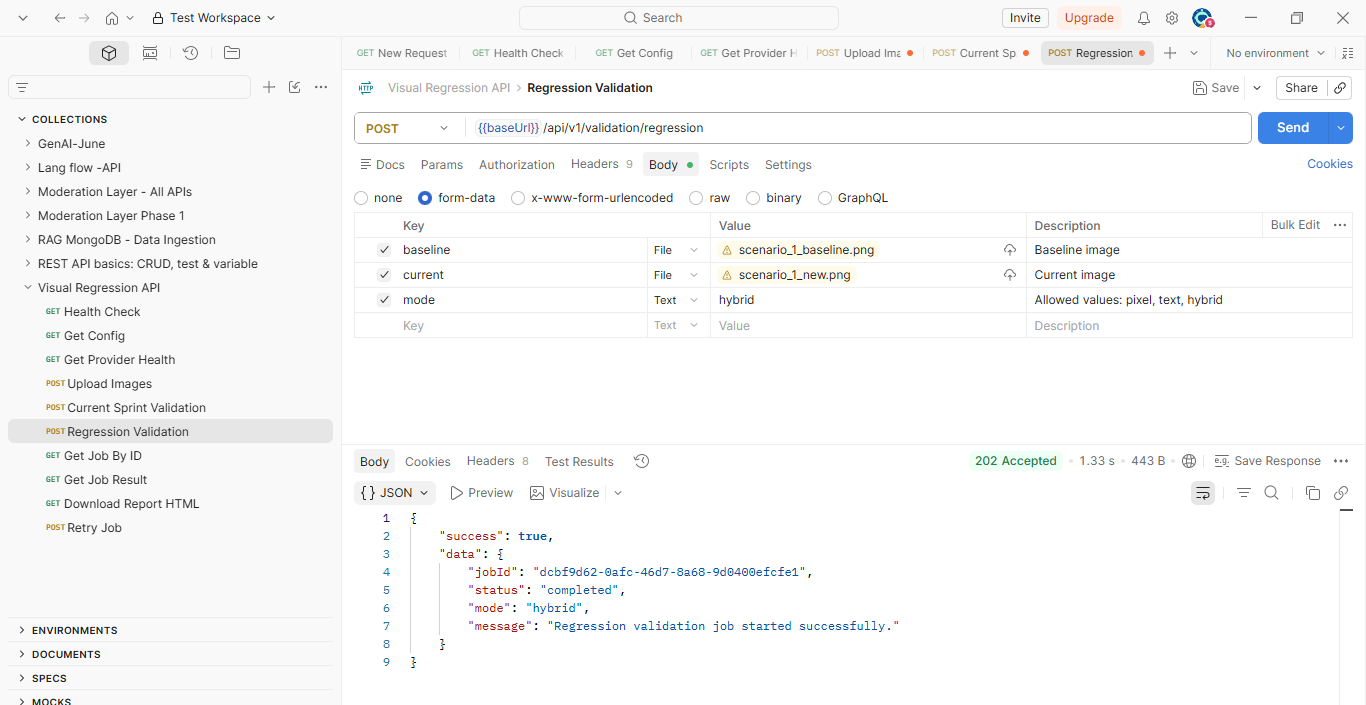 Test Workspace
Search
Invite
Upgrade
GET New Request
GET Health Check
GET Get Config
GET Get Provider H
POST Upload Ima
POST Current Sp
POST Regression
No environment
COLLECTIONS
GenAI-June
Lang flow -API
Moderation Layer - All APIs
Moderation Layer Phase 1
RAG MongoDB - Data Ingestion
REST API basics: CRUD, test & variable
Visual Regression API
GET Health Check
GET Get Config
GET Get Provider Health
POST Upload Images
POST Current Sprint Validation
POST Regression Validation
GET Get Job By ID
GET Get Job Result
GET Download Report HTML
POST Retry Job
ENVIRONMENTS
DOCUMENTS
SPECS
MOCKS
HTTP Visual Regression API > Regression Validation
Save
Share
POST {{baseUrl}} /api/v1/validation/regression
Send
Docs Params Authorization Headers 9 Body Scripts Settings
Cookies
none form-data x-www-form-urlencoded raw binary GraphQL
Key Value Description Bulk Edit
baseline File scenario_1_baseline.png Baseline image
current File scenario_1_new.png Current image
mode Text hybrid Allowed values: pixel, text, hybrid
Key Text Value Description
Body Cookies Headers 8 Test Results
202 Accepted 1.33 s 443 B
e.g. Save Response
{} JSON Preview Visualize
1 {
2 "success": true,
3 "data": {
4 "jobId": "dcbf9d62-0afc-46d7-8a68-9d0400efcfe1",
5 "status": "completed",
6 "mode": "hybrid",
7 "message": "Regression validation job started successfully."
8 }
9 }